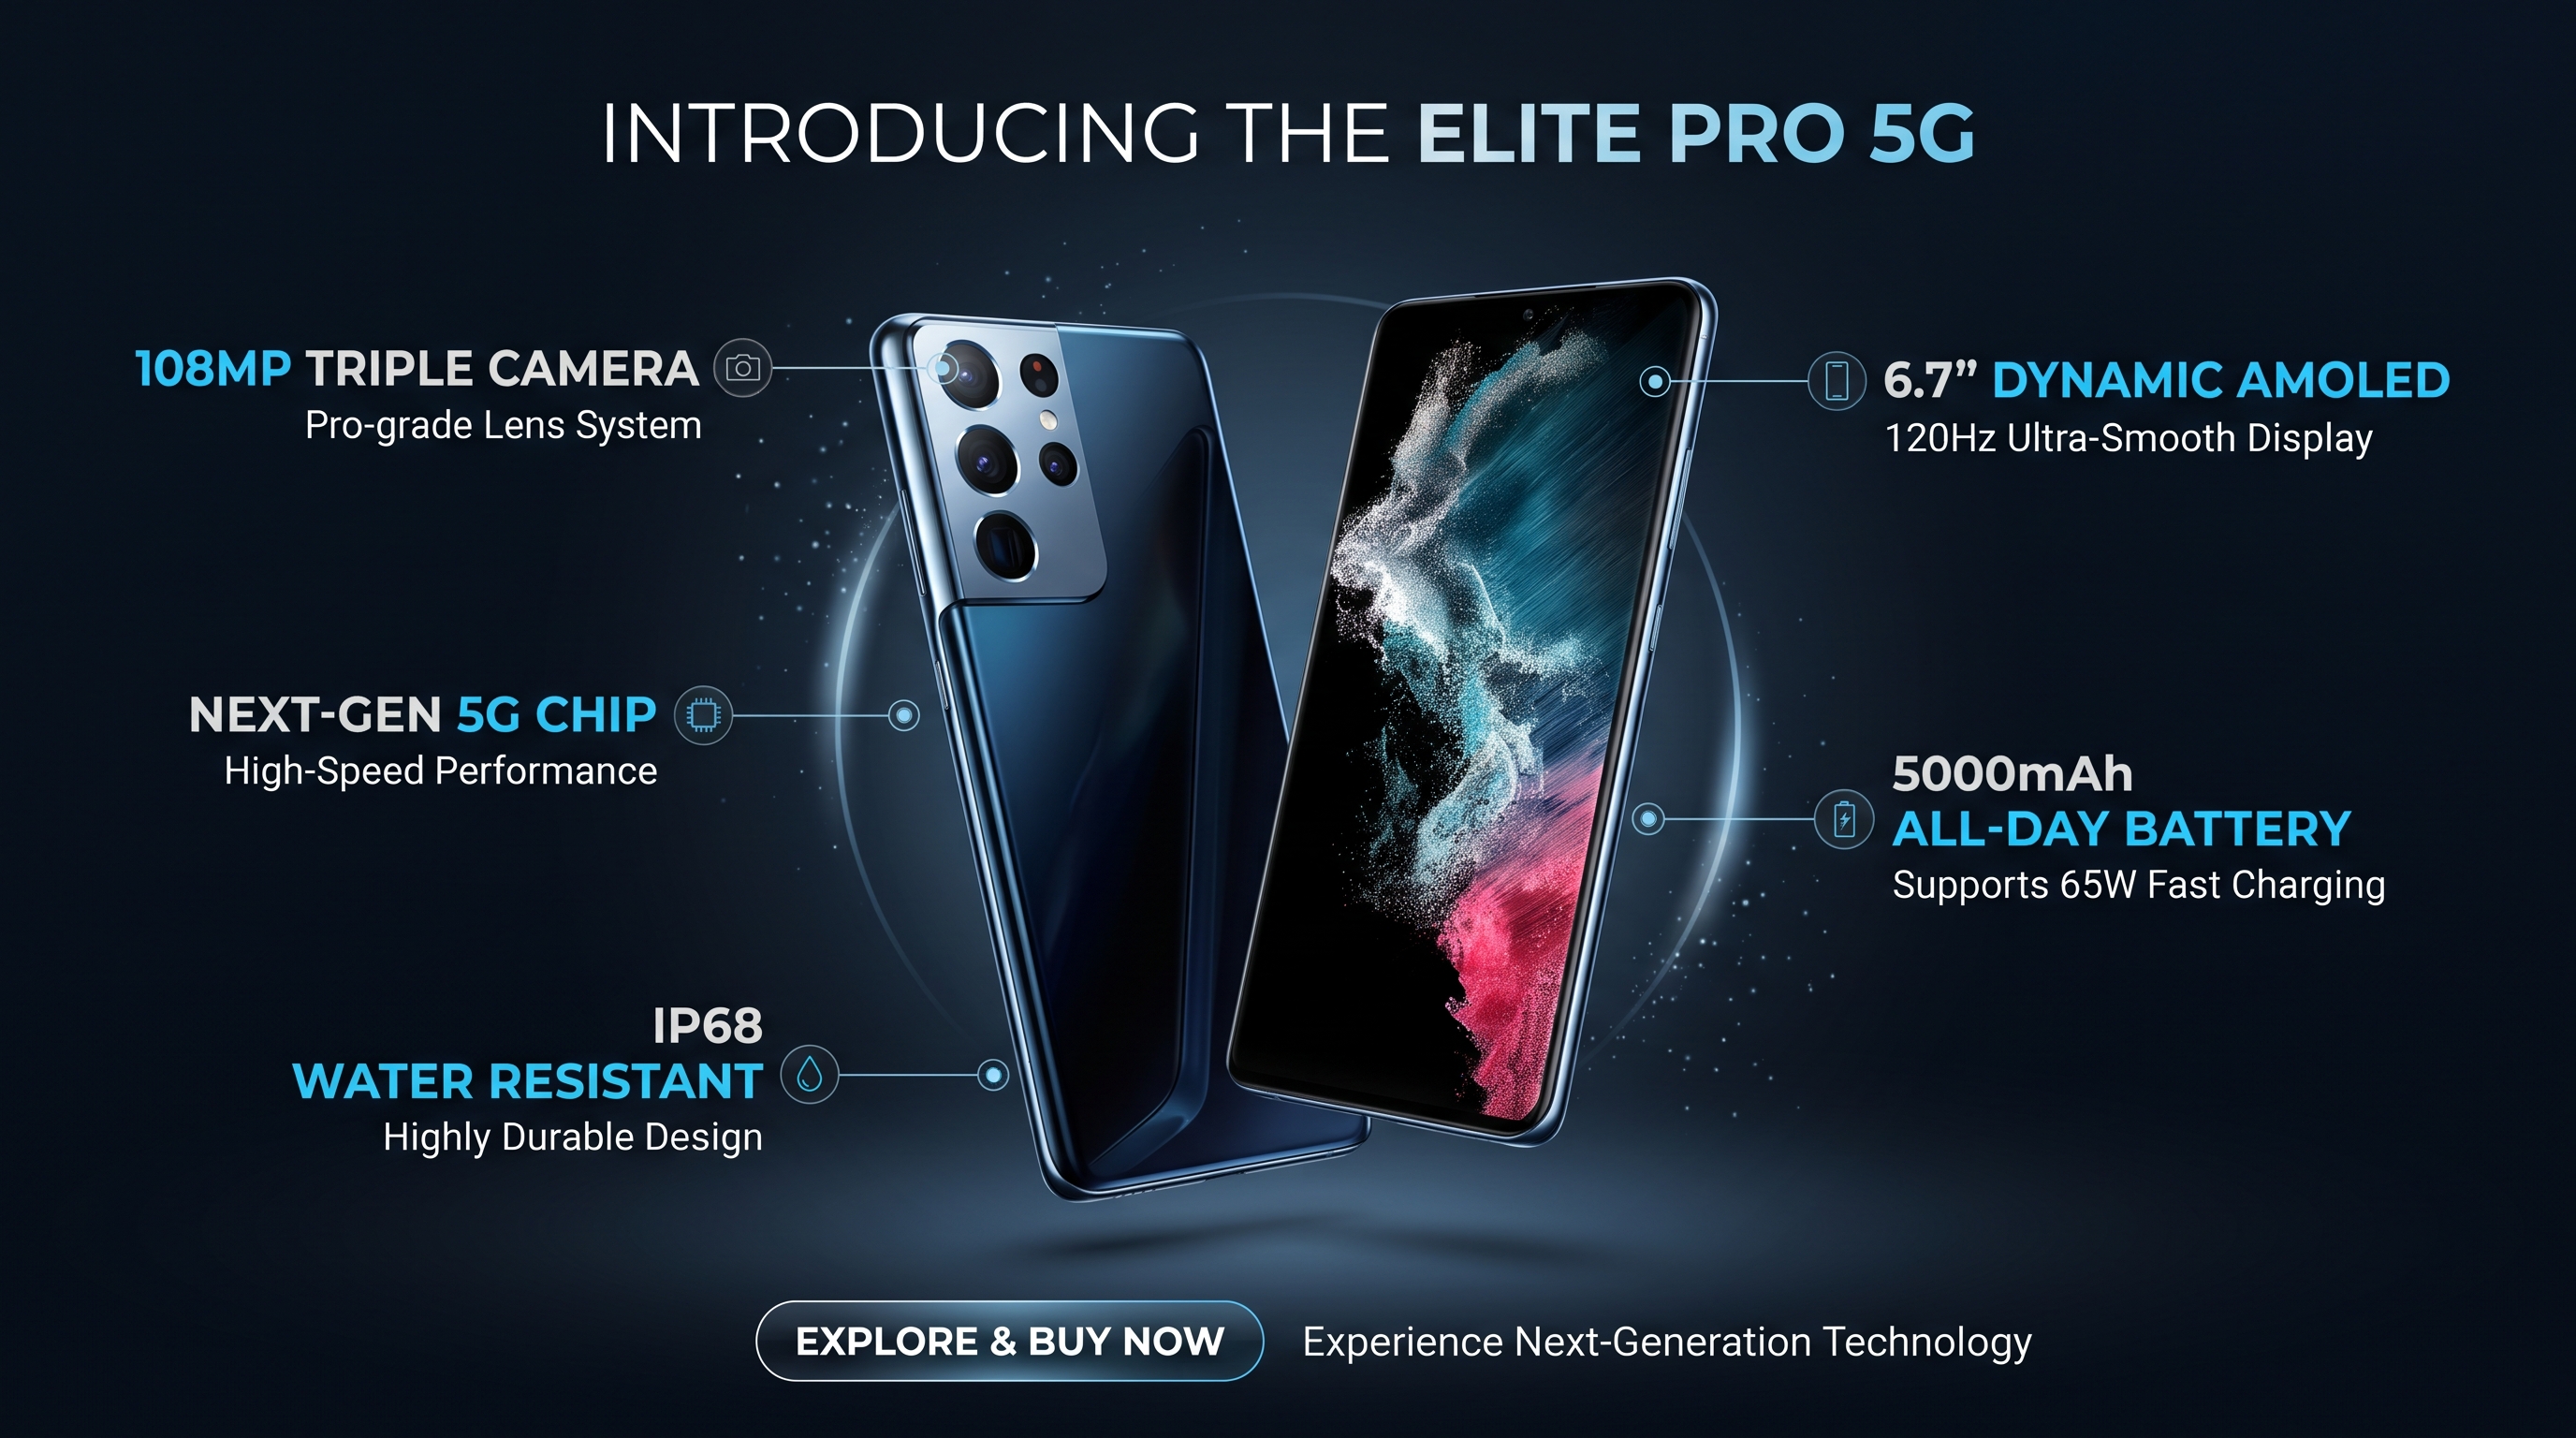 INTRODUCING THE ELITE PRO 5G
108MP TRIPLE CAMERA
Pro-grade Lens System
NEXT-GEN 5G CHIP
High-Speed Performance
IP68
WATER RESISTANT
Highly Durable Design
6.7” DYNAMIC AMOLED
120Hz Ultra-Smooth Display
5000mAh
ALL-DAY BATTERY
Supports 65W Fast Charging
EXPLORE & BUY NOW
Experience Next-Generation Technology